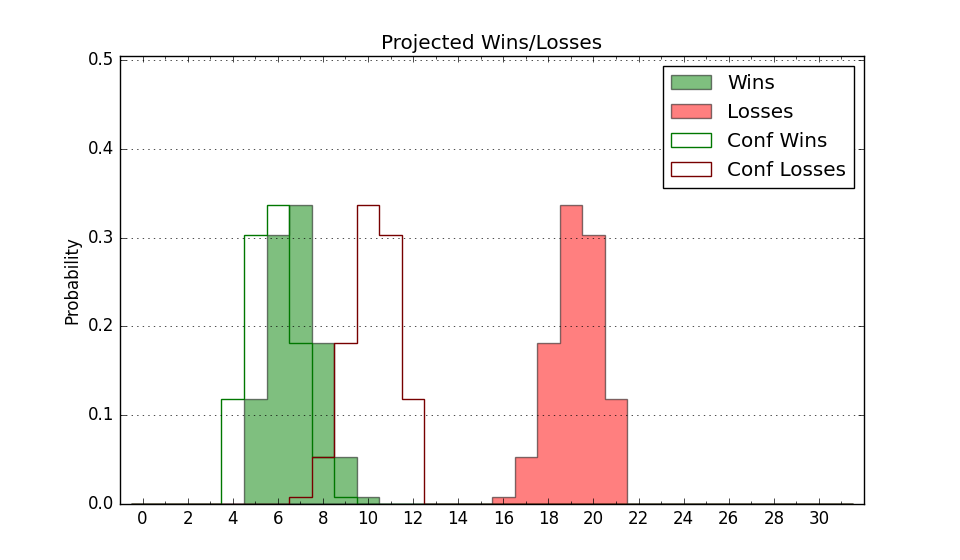 Projected Wins/Losses
0.5
0.4
0.3
0.2
0.1
0.0
Probability
Wins
Losses
Conf Wins
Conf Losses
0 2 4 6 8 10 12 14 16 18 20 22 24 26 28 30